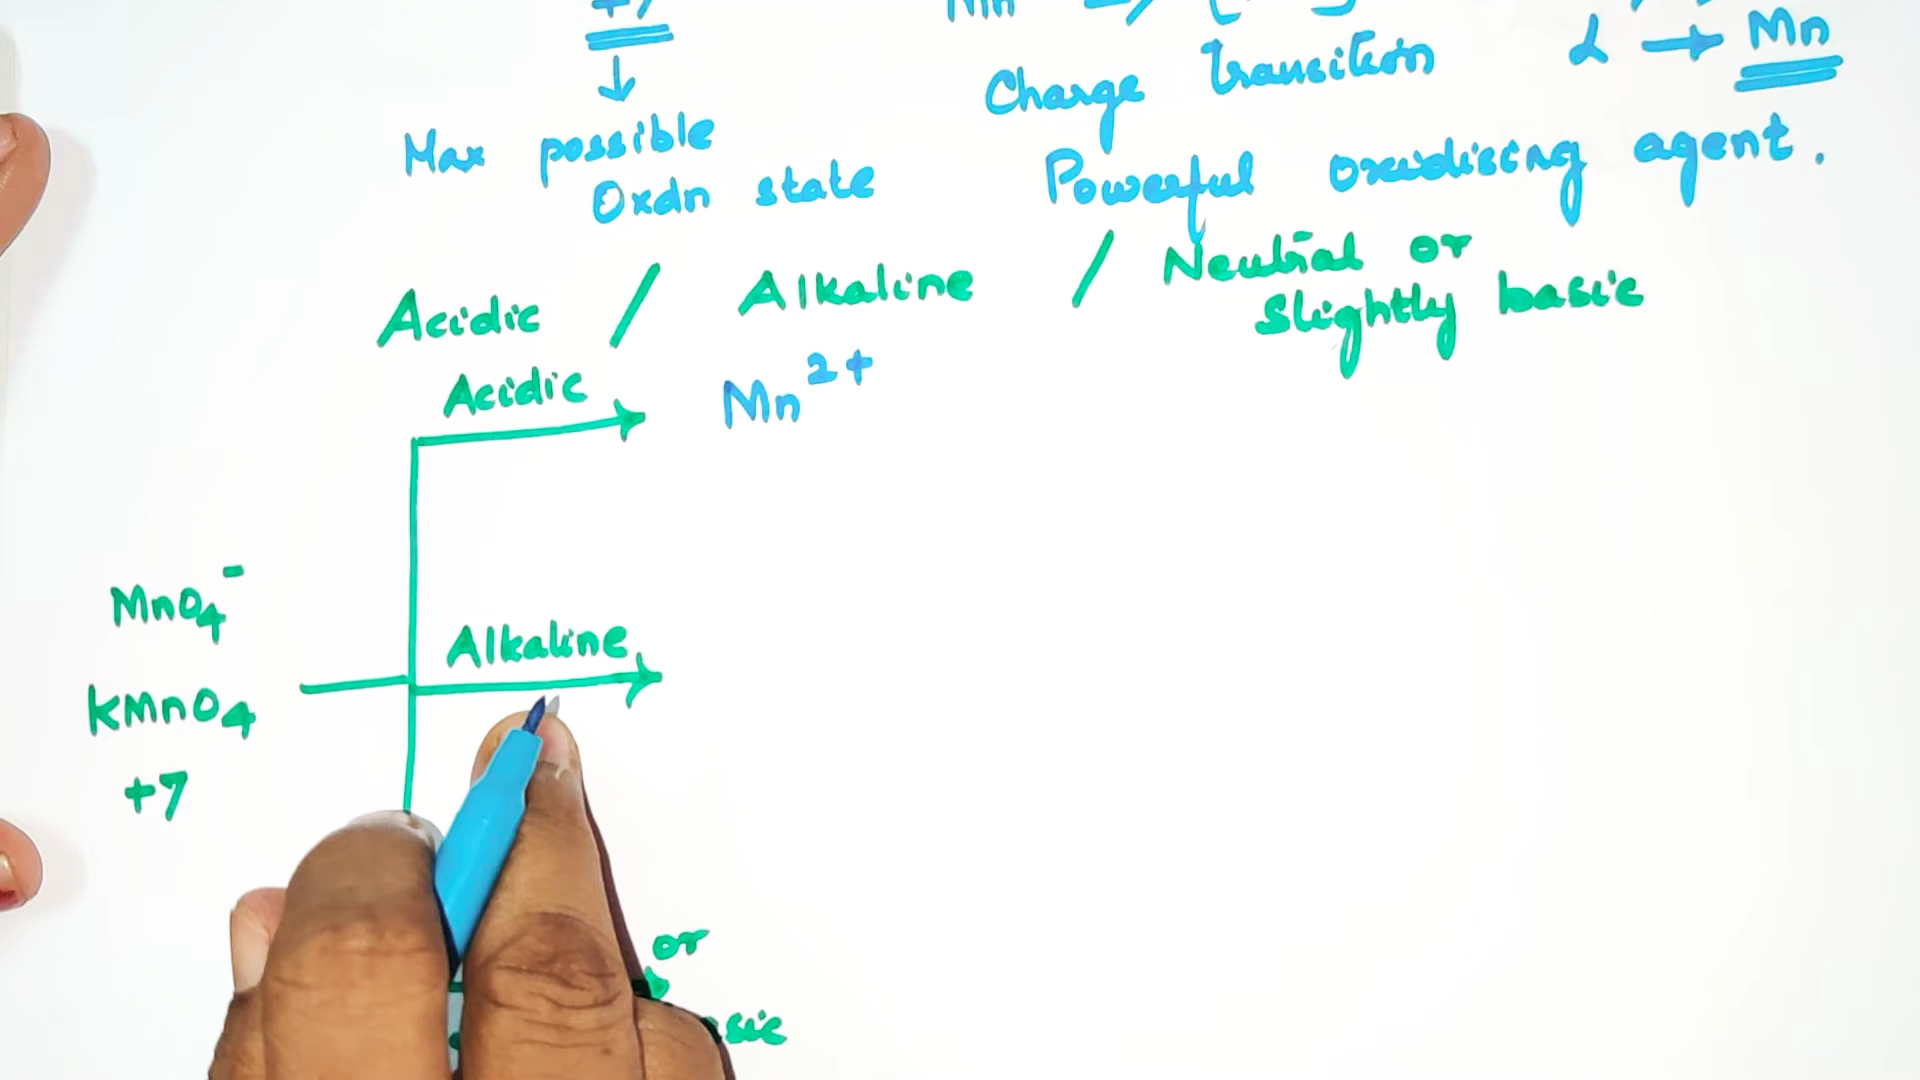 +7
Max possible
Oxdn state
Charge transition
L → Mn
Powerful oxidising agent.
Acidic / Alkaline / Neutral or
Slightly basic
Acidic
Mn²⁺
MnO₄⁻
Alkaline
KMnO₄
+7
or